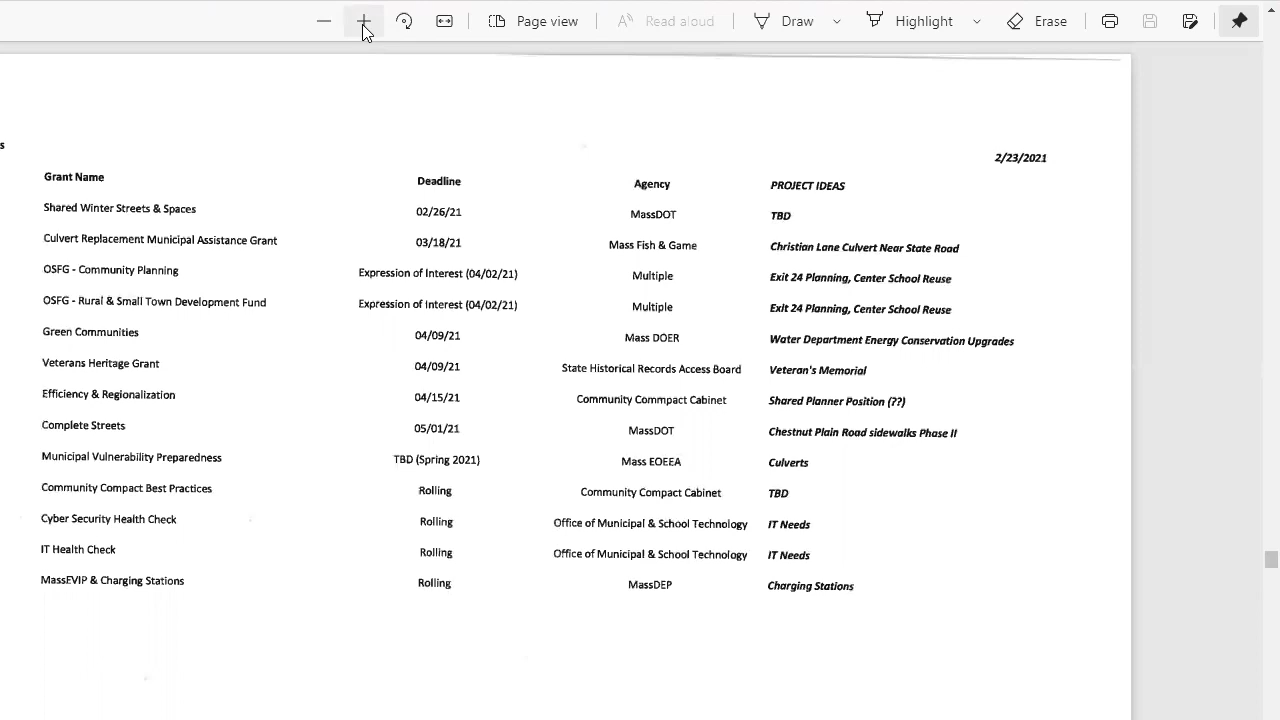 Page view Read aloud Draw Highlight Erase
s
2/23/2021
Grant Name Deadline Agency PROJECT IDEAS
Shared Winter Streets & Spaces 02/26/21 MassDOT TBD
Culvert Replacement Municipal Assistance Grant 03/18/21 Mass Fish & Game Christian Lane Culvert Near State Road
OSFG - Community Planning Expression of Interest (04/02/21) Multiple Exit 24 Planning, Center School Reuse
OSFG - Rural & Small Town Development Fund Expression of Interest (04/02/21) Multiple Exit 24 Planning, Center School Reuse
Green Communities 04/09/21 Mass DOER Water Department Energy Conservation Upgrades
Veterans Heritage Grant 04/09/21 State Historical Records Access Board Veteran's Memorial
Efficiency & Regionalization 04/15/21 Community Commpact Cabinet Shared Planner Position (??)
Complete Streets 05/01/21 MassDOT Chestnut Plain Road sidewalks Phase II
Municipal Vulnerability Preparedness TBD (Spring 2021) Mass EOEEA Culverts
Community Compact Best Practices Rolling Community Compact Cabinet TBD
Cyber Security Health Check Rolling Office of Municipal & School Technology IT Needs
IT Health Check Rolling Office of Municipal & School Technology IT Needs
MassEVIP & Charging Stations Rolling MassDEP Charging Stations